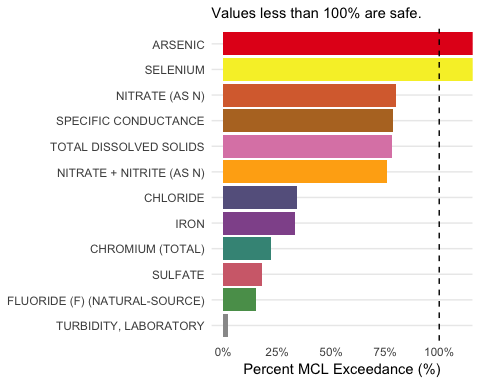 Values less than 100% are safe.
ARSENIC
SELENIUM
NITRATE (AS N)
SPECIFIC CONDUCTANCE
TOTAL DISSOLVED SOLIDS
NITRATE + NITRITE (AS N)
CHLORIDE
IRON
CHROMIUM (TOTAL)
SULFATE
FLUORIDE (F) (NATURAL-SOURCE)
TURBIDITY, LABORATORY
0% 25% 50% 75% 100%
Percent MCL Exceedance (%)